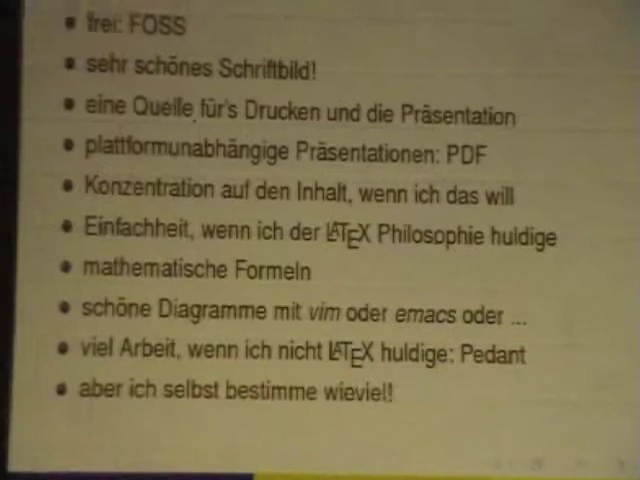 • frei: FOSS
• sehr schönes Schriftbild!
• eine Quelle für's Drucken und die Präsentation
• plattformunabhängige Präsentationen: PDF
• Konzentration auf den Inhalt, wenn ich das will
• Einfachheit, wenn ich der LATEX Philosophie huldige
• mathematische Formeln
• schöne Diagramme mit vim oder emacs oder ...
• viel Arbeit, wenn ich nicht LATEX huldige: Pedant
• aber ich selbst bestimme wieviel!